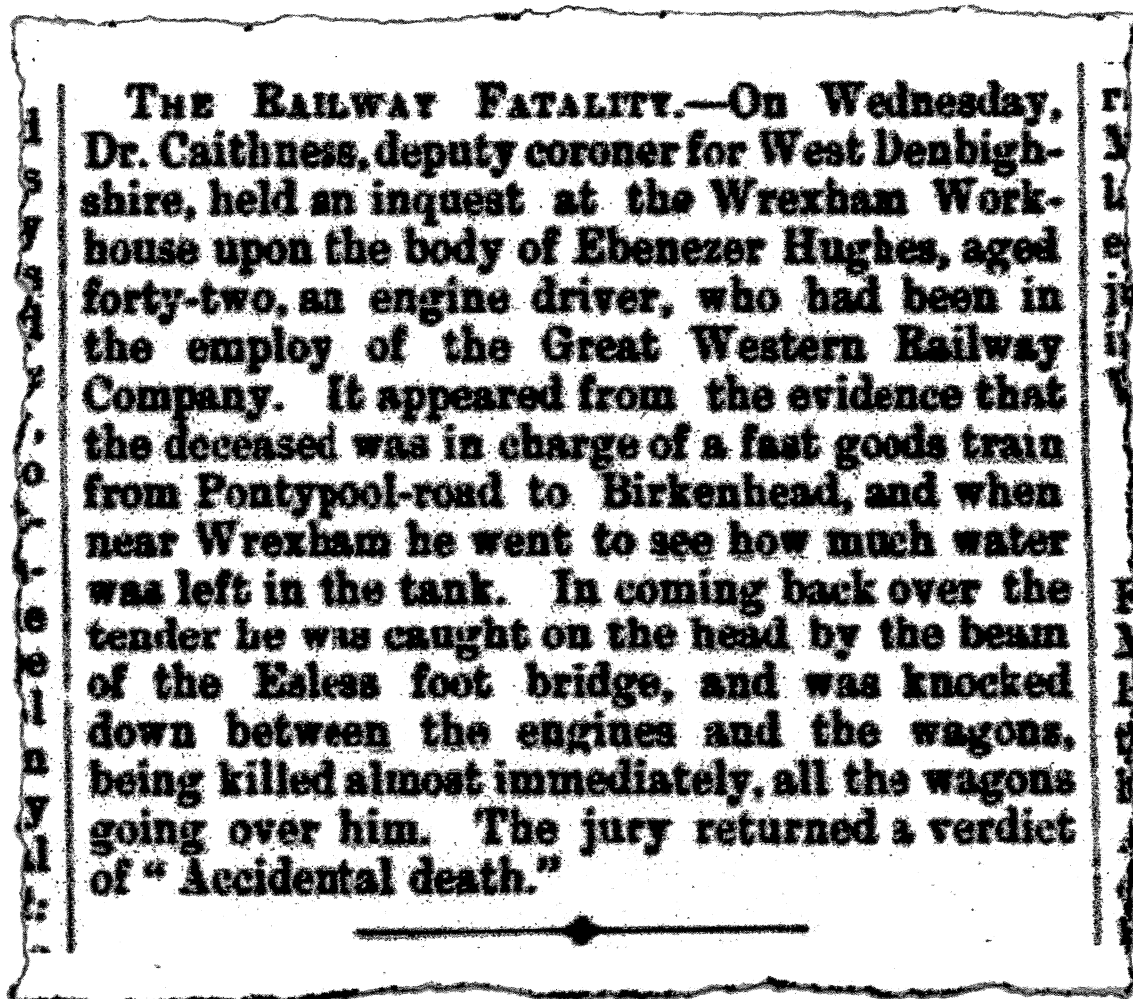 THE RAILWAY FATALITY.—On Wednesday,
Dr. Caithness, deputy coroner for West Denbigh-
shire, held an inquest at the Wrexham Work-
house upon the body of Ebenezer Hughes, aged
forty-two, an engine driver, who had been in
the employ of the Great Western Railway
Company. It appeared from the evidence that
the deceased was in charge of a fast goods train
from Pontypool-road to Birkenhead, and when
near Wrexham he went to see how much water
was left in the tank. In coming back over the
tender he was caught on the head by the beam
of the Esless foot bridge, and was knocked
down between the engines and the wagons,
being killed almost immediately, all the wagons
going over him. The jury returned a verdict
of “ Accidental death.”